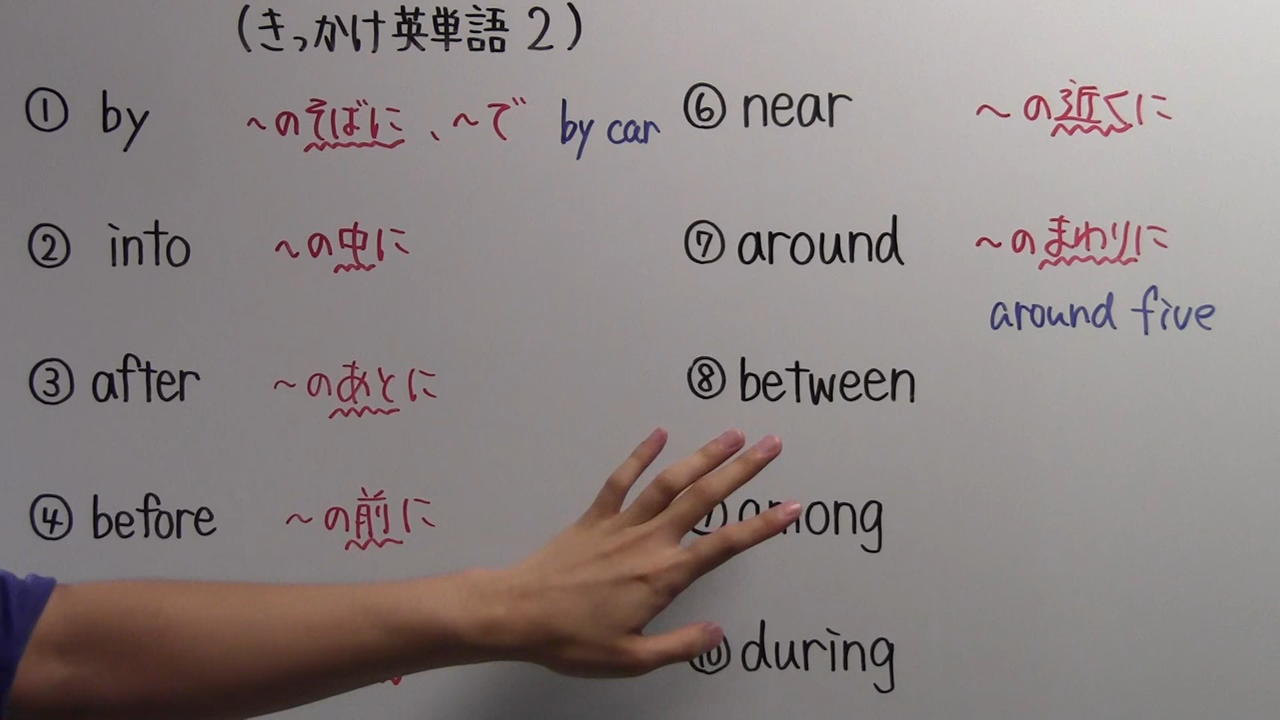 (きっかけ英単語2)
① by ～のそばに、～で by car
② into ～の中に
③ after ～のあとに
④ before ～の前に
⑥ near ～の近くに
⑦ around ～のまわりに
around five
⑧ between
among
⑩ during